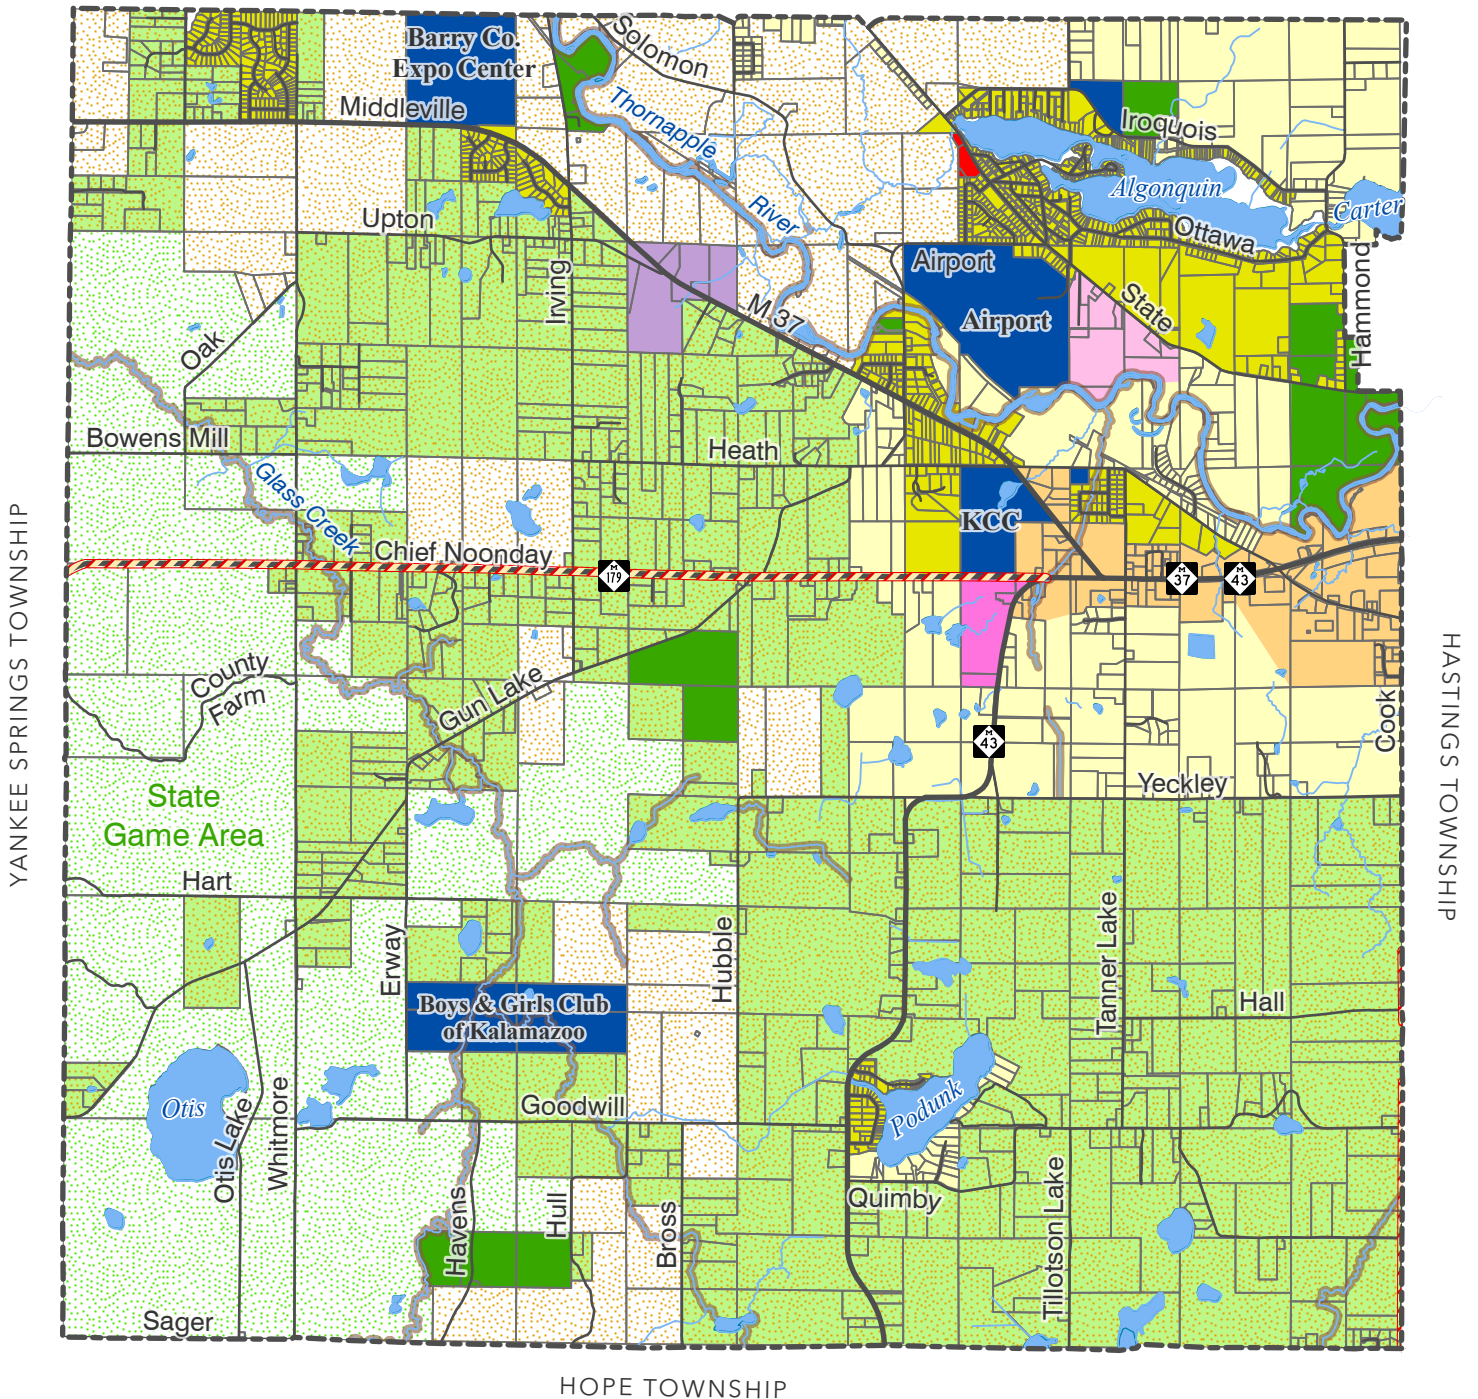 Barry Co.
Expo Center
Solomon
Middleville
Thornapple
River
Iroquois
Algonquin
Carter
Ottawa
Upton
Airport
Airport
Irving
M 37
State
Hammond
Oak
Bowens Mill
Heath
Glass Creek
KCC
Chief Noonday
M
179
M
37
M
43
YANKEE SPRINGS TOWNSHIP
HASTINGS TOWNSHIP
County
Farm
Gun Lake
Cook
M
43
Yeckley
State
Game Area
Hart
Erway
Hubble
Tanner Lake
Hall
Boys & Girls Club
of Kalamazoo
Otis
Otis Lake
Whitmore
Goodwill
Podunk
Quimby
Havens
Hull
Bross
Tillotson Lake
Sager
HOPE TOWNSHIP